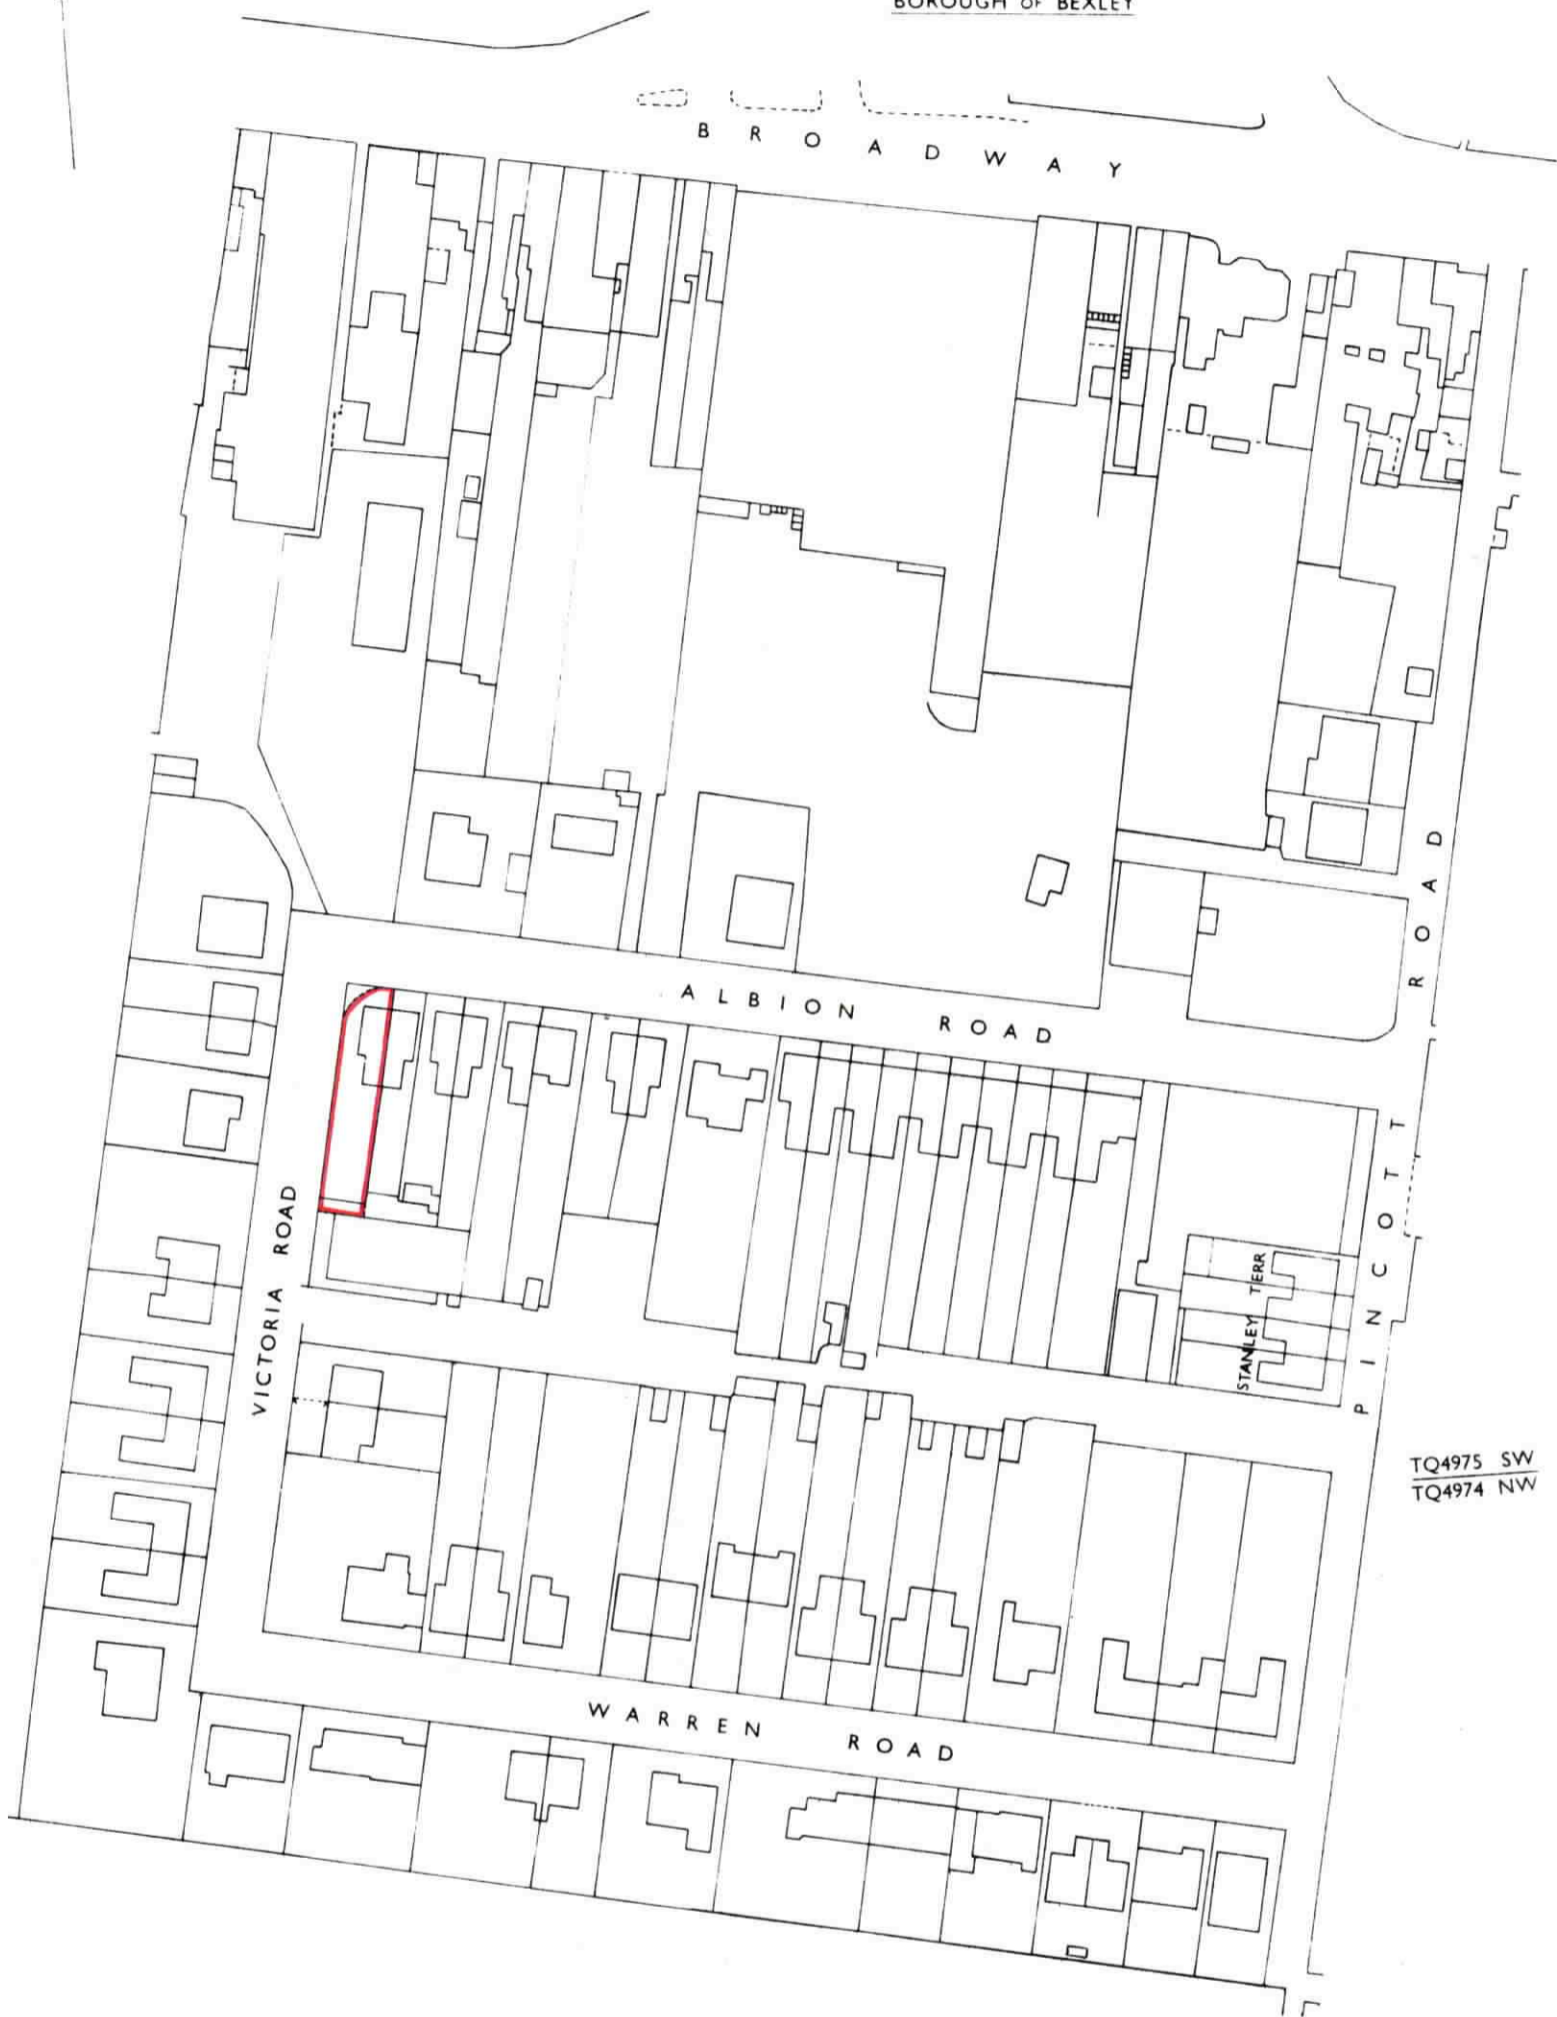 BOROUGH OF BEXLEY
BROADWAY
ALBION ROAD
VICTORIA ROAD
PINCOTT ROAD
STANLEY TERR
TQ4975 SW
TQ4974 NW
WARREN ROAD